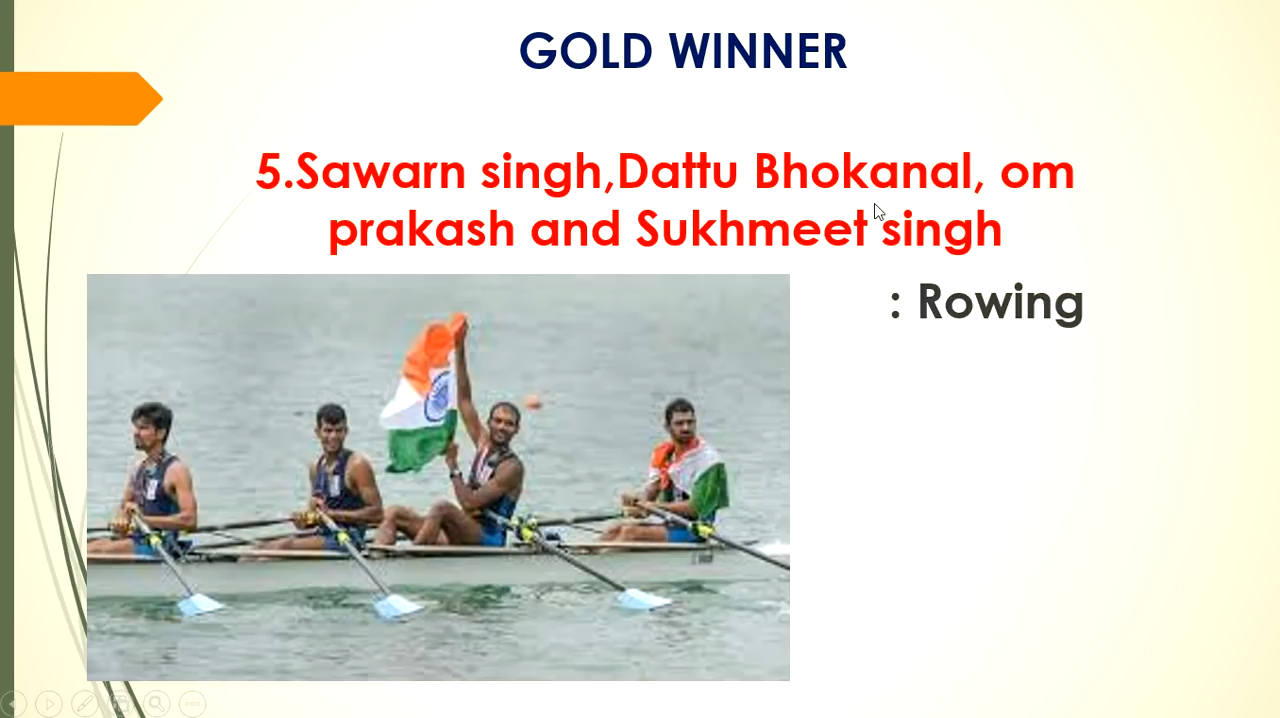 GOLD WINNER
5.Sawarn singh,Dattu Bhokanal, om
prakash and Sukhmeet singh
: Rowing